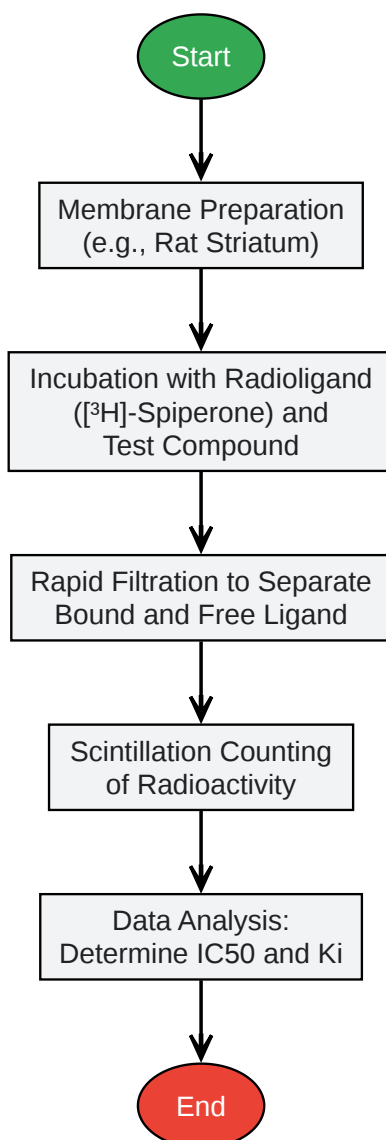 Start
Membrane Preparation
(e.g., Rat Striatum)
Incubation with Radioligand
([³H]-Spiperone) and
Test Compound
Rapid Filtration to Separate
Bound and Free Ligand
Scintillation Counting
of Radioactivity
Data Analysis:
Determine IC50 and Ki
End